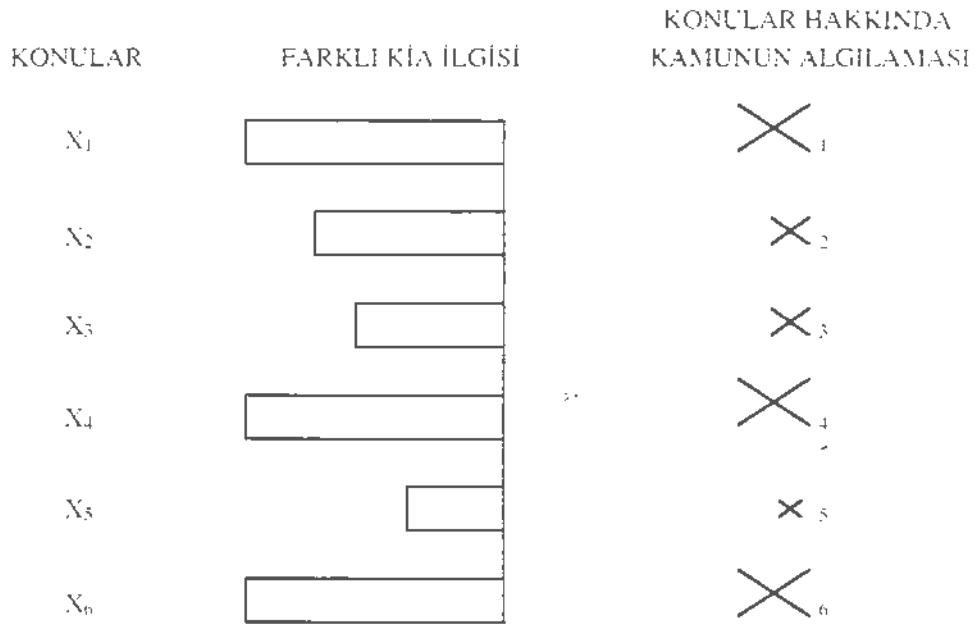 KONULAR
FARKLI KİA İLGİSİ
KONULAR HAKKINDA
KAMUNUN ALGILAMASI
X1
1
X2
2
X3
3
X4
4
X5
5
X6
6